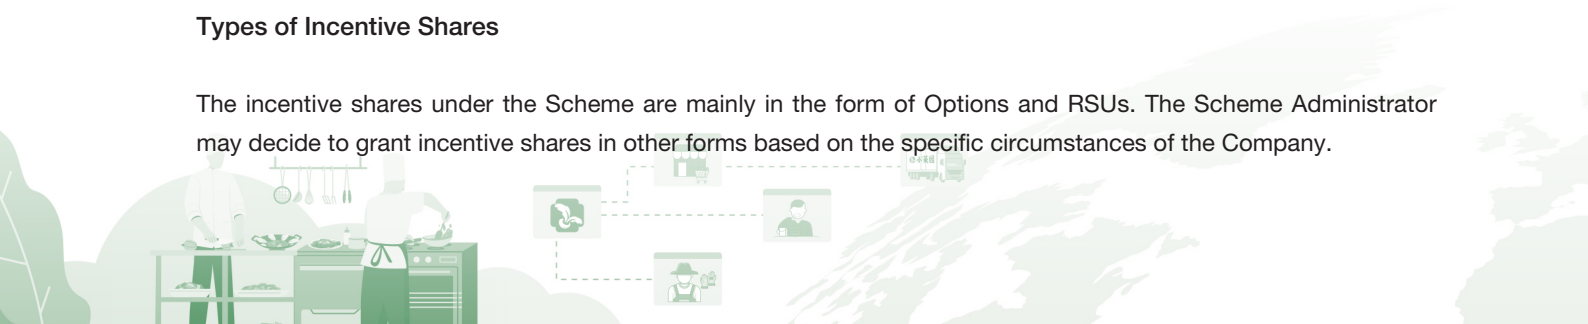 Types of Incentive Shares
The incentive shares under the Scheme are mainly in the form of Options and RSUs. The Scheme Administrator
may decide to grant incentive shares in other forms based on the specific circumstances of the Company.